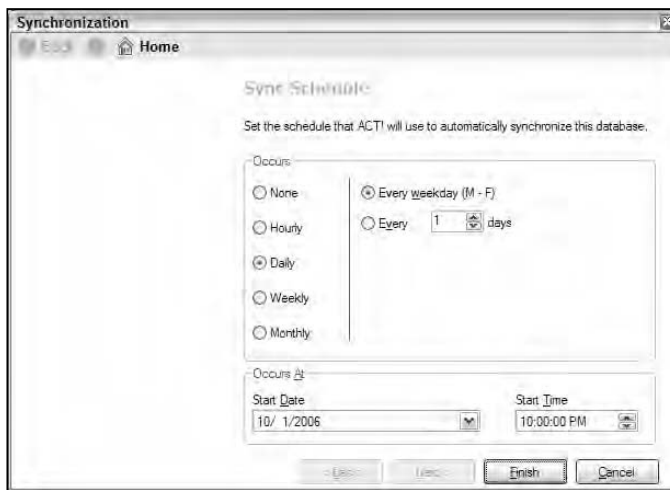 Synchronization
Back Home
Sync Schedule
Set the schedule that ACT! will use to automatically synchronize this database.
Occurs
None
Hourly
Daily
Weekly
Monthly
Every weekday (M - F)
Every 1 days
Occurs At
Start Date
10/ 1/2006
Start Time
10:00:00 PM
Finish Cancel